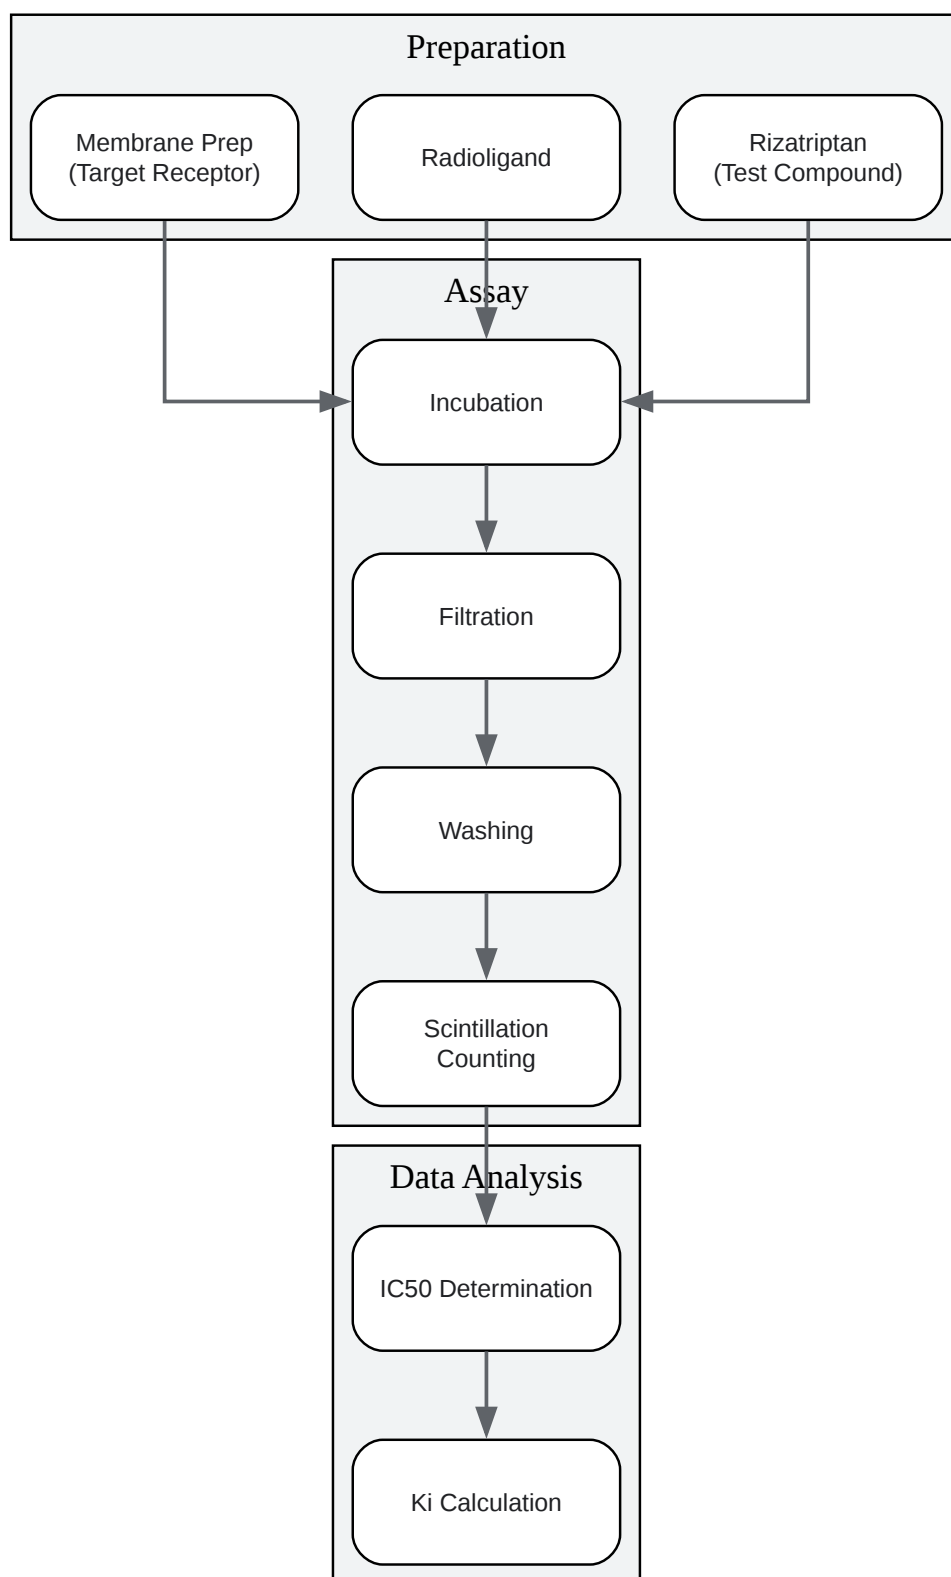 Preparation
Membrane Prep
(Target Receptor)
Radioligand
Rizatriptan
(Test Compound)
Assay
Incubation
Filtration
Washing
Scintillation
Counting
Data Analysis
IC50 Determination
Ki Calculation